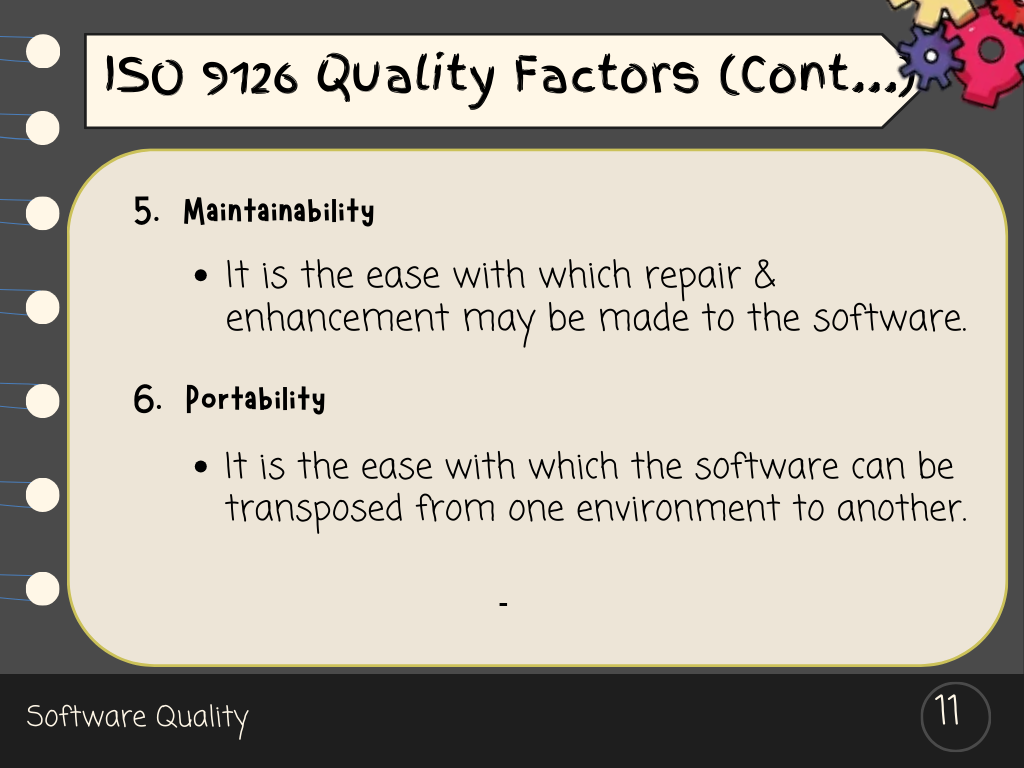 ISO 9126 Quality Factors (Cont...)
5. Maintainability
• It is the ease with which repair &
enhancement may be made to the software.
6. Portability
• It is the ease with which the software can be
transposed from one environment to another.
-
Software Quality
11